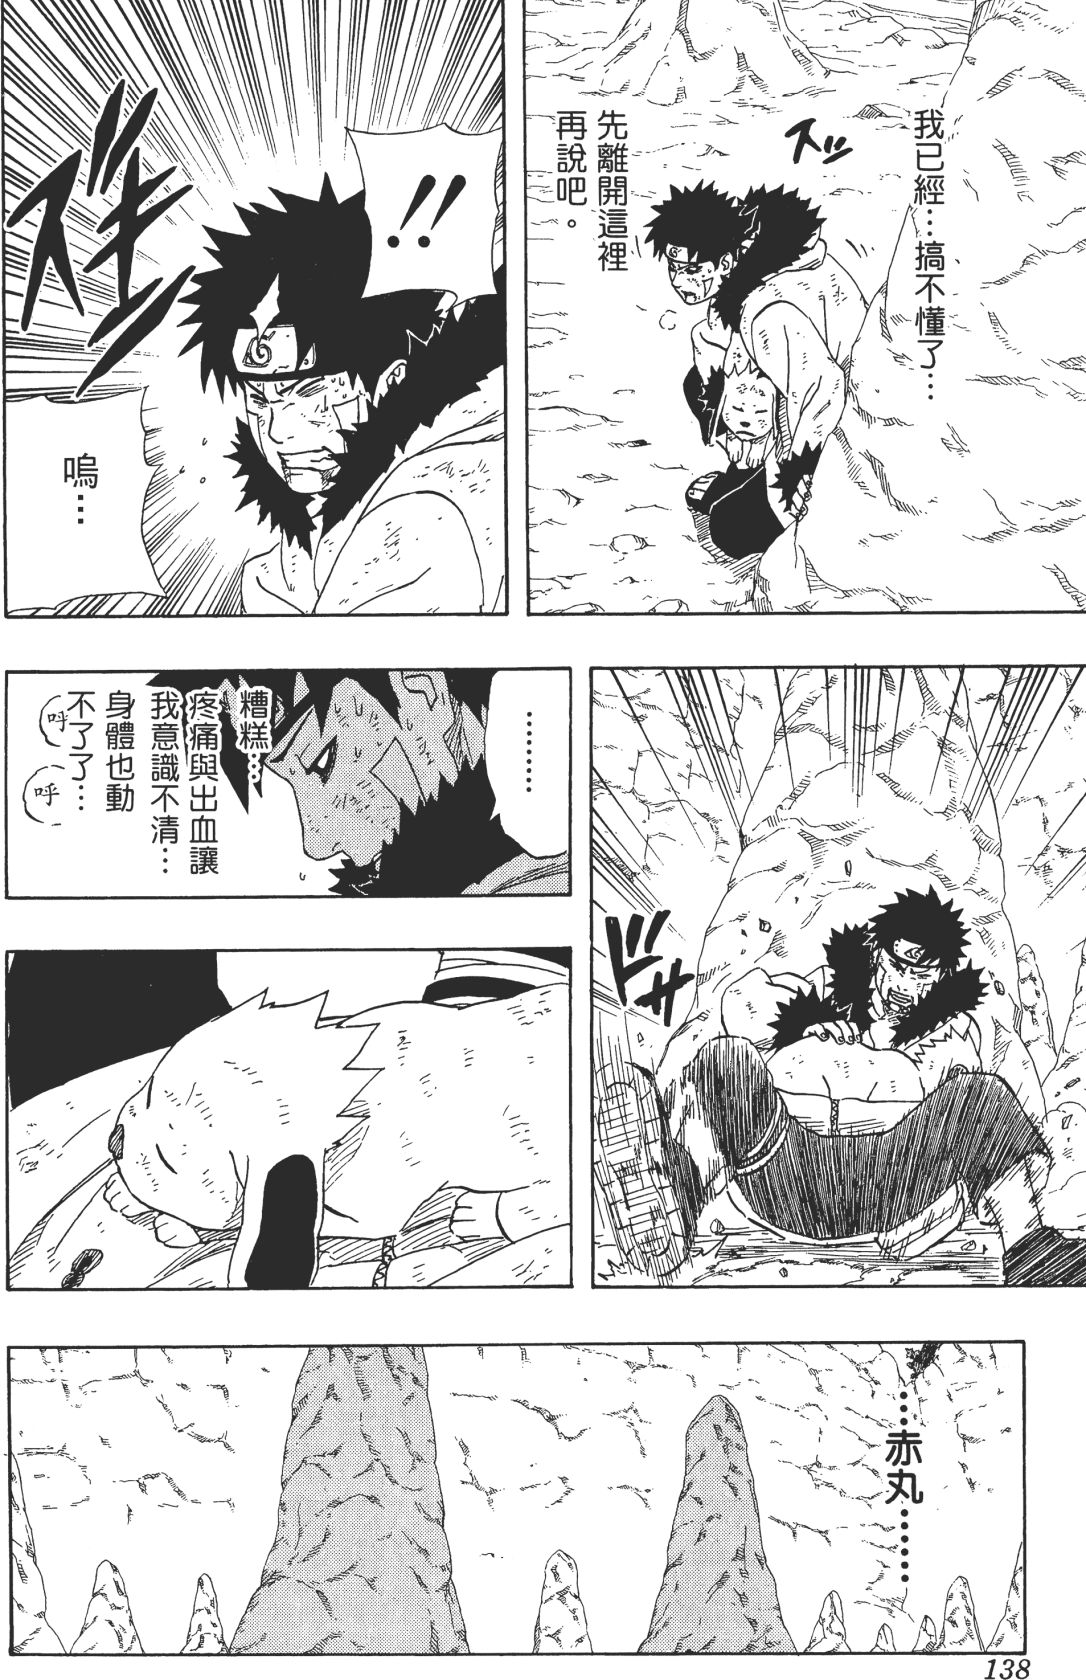 我已經…搞不懂了…
先離開這裡
再說吧。
スッ
!!
嗚…
ズキ
ドサ
………
糟糕…
疼痛與出血讓
我意識不清…
身體也動
不了了…
呼
呼
……赤丸………
138